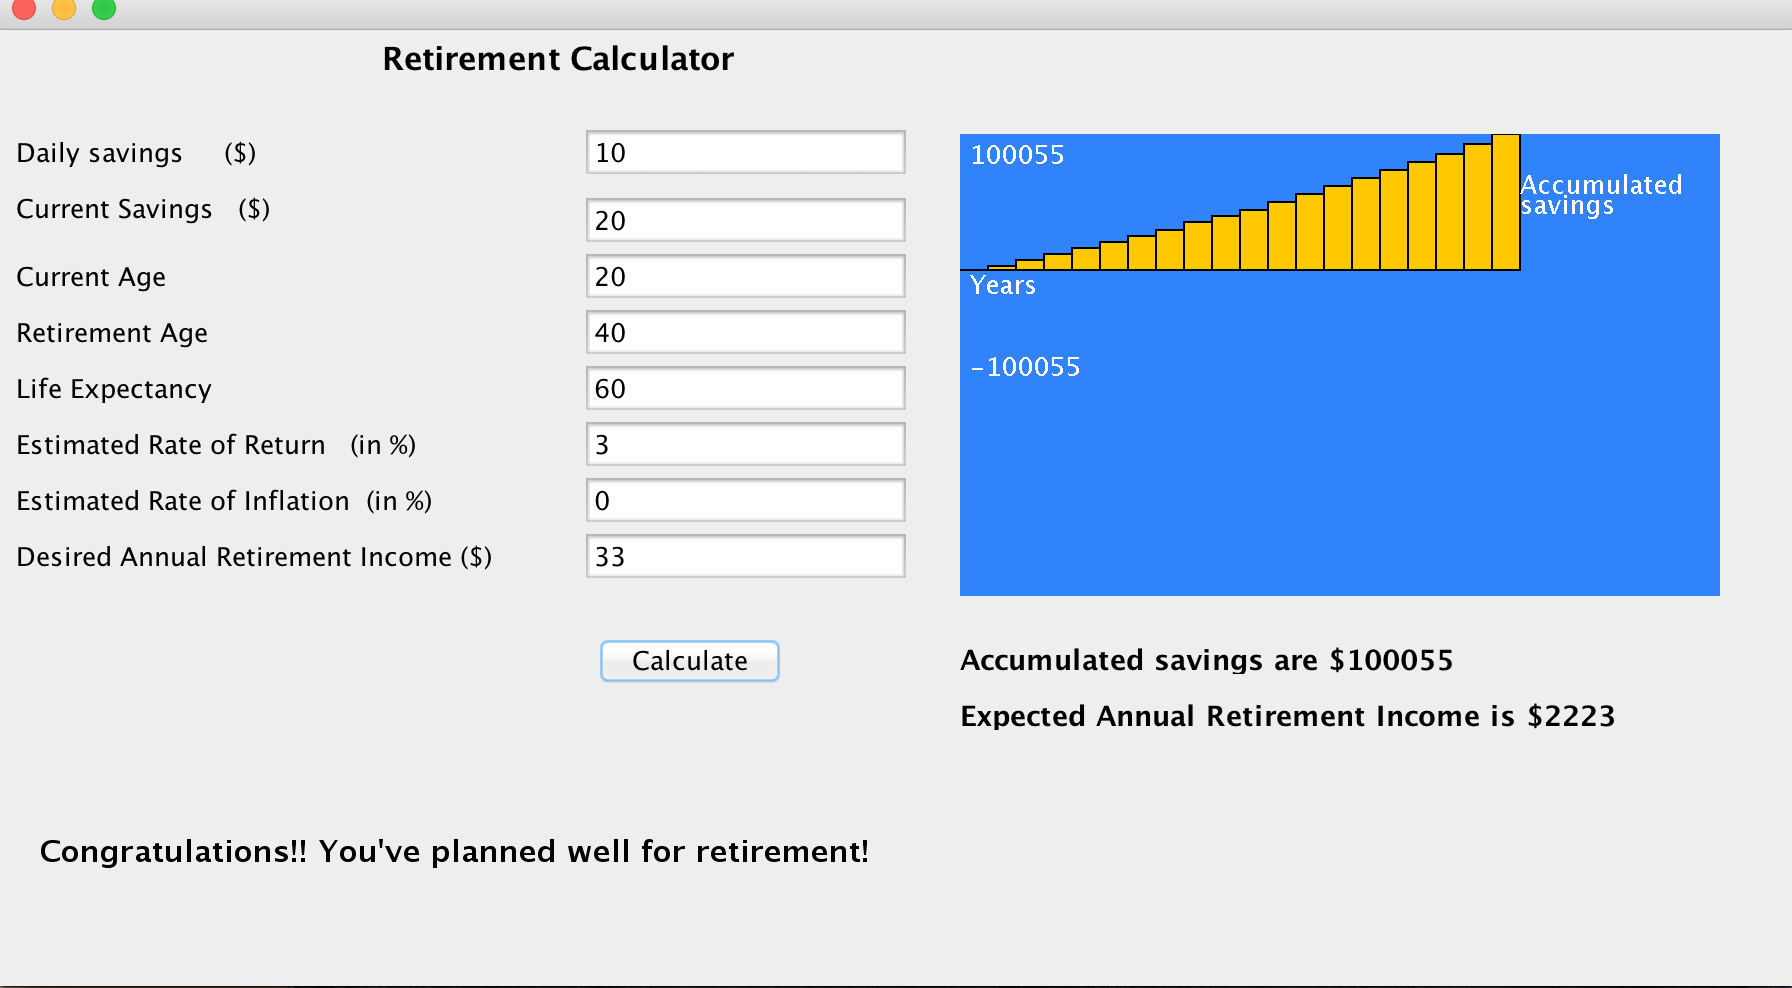 Retirement Calculator
Daily savings ($) 10
Current Savings ($) 20
Current Age 20
Retirement Age 40
Life Expectancy 60
Estimated Rate of Return (in %) 3
Estimated Rate of Inflation (in %) 0
Desired Annual Retirement Income ($) 33
Calculate
100055
Accumulated
savings
Years
-100055
Accumulated savings are $100055
Expected Annual Retirement Income is $2223
Congratulations!! You've planned well for retirement!